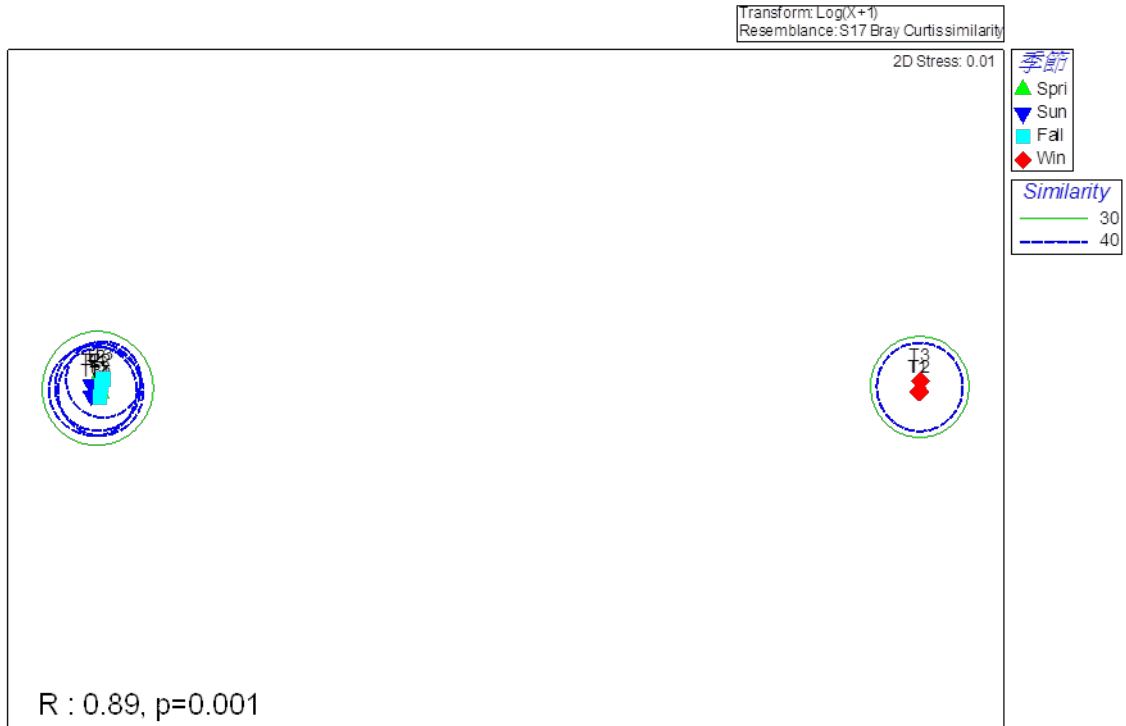 Transform: Log(X+1)
Resemblance: S17 Bray Curtis similarity
2D Stress: 0.01
季節
Spri
Sun
Fall
Win
Similarity
30
40
T3
T2
R : 0.89, p=0.001